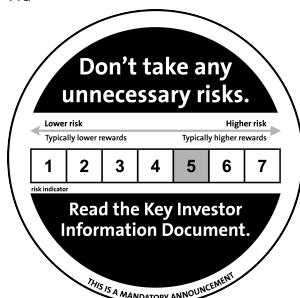 Don't take any
unnecessary risks.
Lower risk Higher risk
Typically lower rewards Typically higher rewards
1 2 3 4 5 6 7
risk indicator
Read the Key Investor
Information Document.
THIS IS A MANDATORY ANNOUNCEMENT